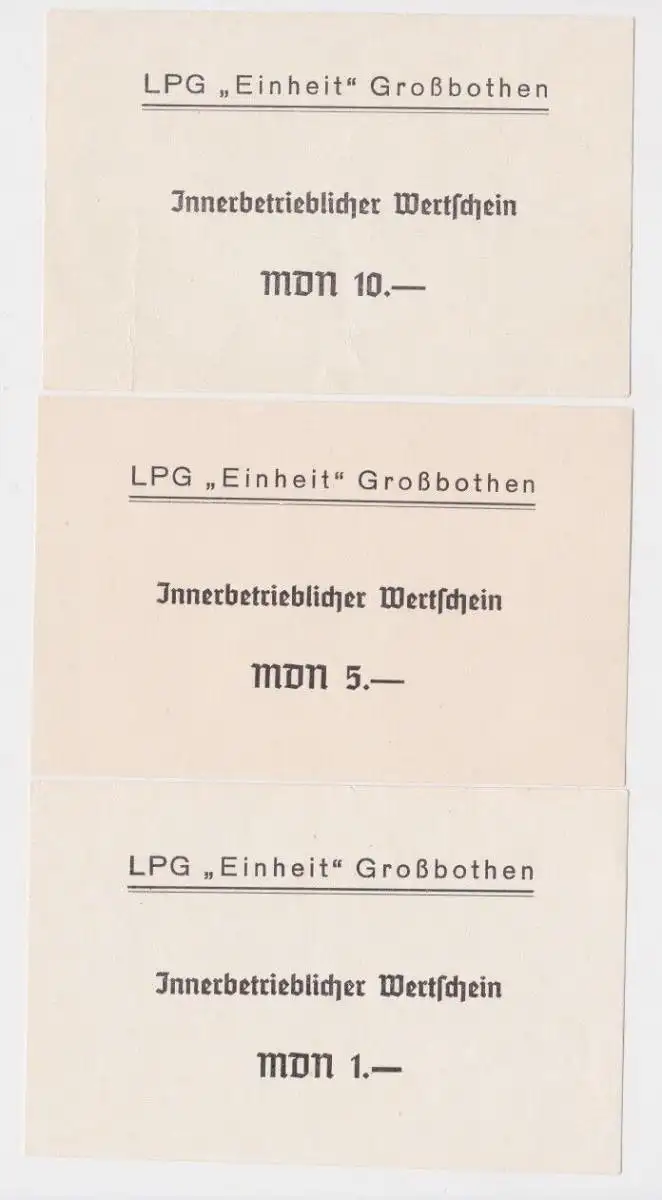 LPG „Einheit“ Großbothen
Innerbetrieblicher Wertſchein
MDN 10.—
LPG „Einheit“ Großbothen
Innerbetrieblicher Wertſchein
MDN 5.—
LPG „Einheit“ Großbothen
Innerbetrieblicher Wertſchein
MDN 1.—